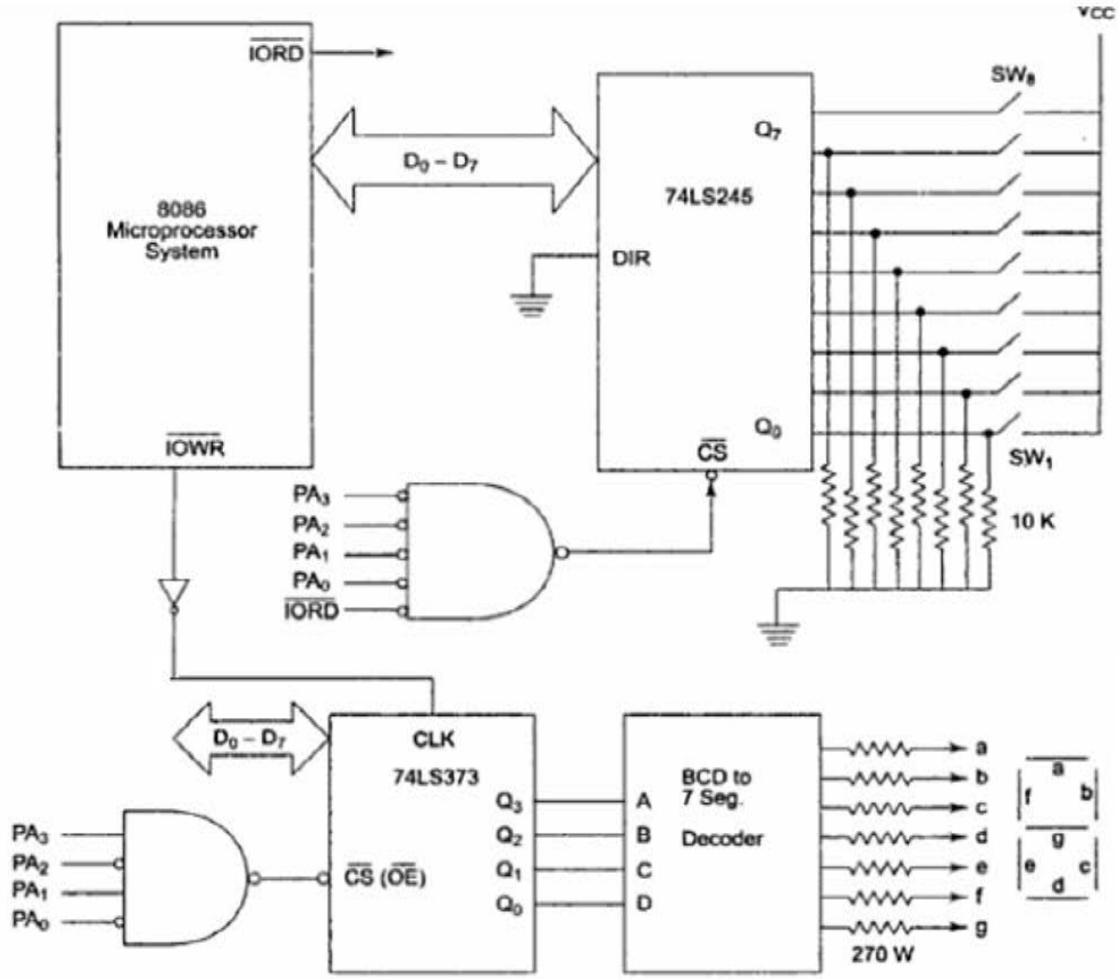 VCC
IORD
SW8
Q7
D0 – D7
74LS245
8086
Microprocessor
System
DIR
Q0
IOWR
CS
SW1
PA3
PA2
PA1
PA0
IORD
10 K
D0 – D7
CLK
74LS373
BCD to
7 Seg.
Decoder
Q3
Q2
Q1
Q0
A
B
C
D
a
b
c
d
e
f
g
a
f b
g
e c
d
PA3
PA2
PA1
PA0
CS (OE)
270 W